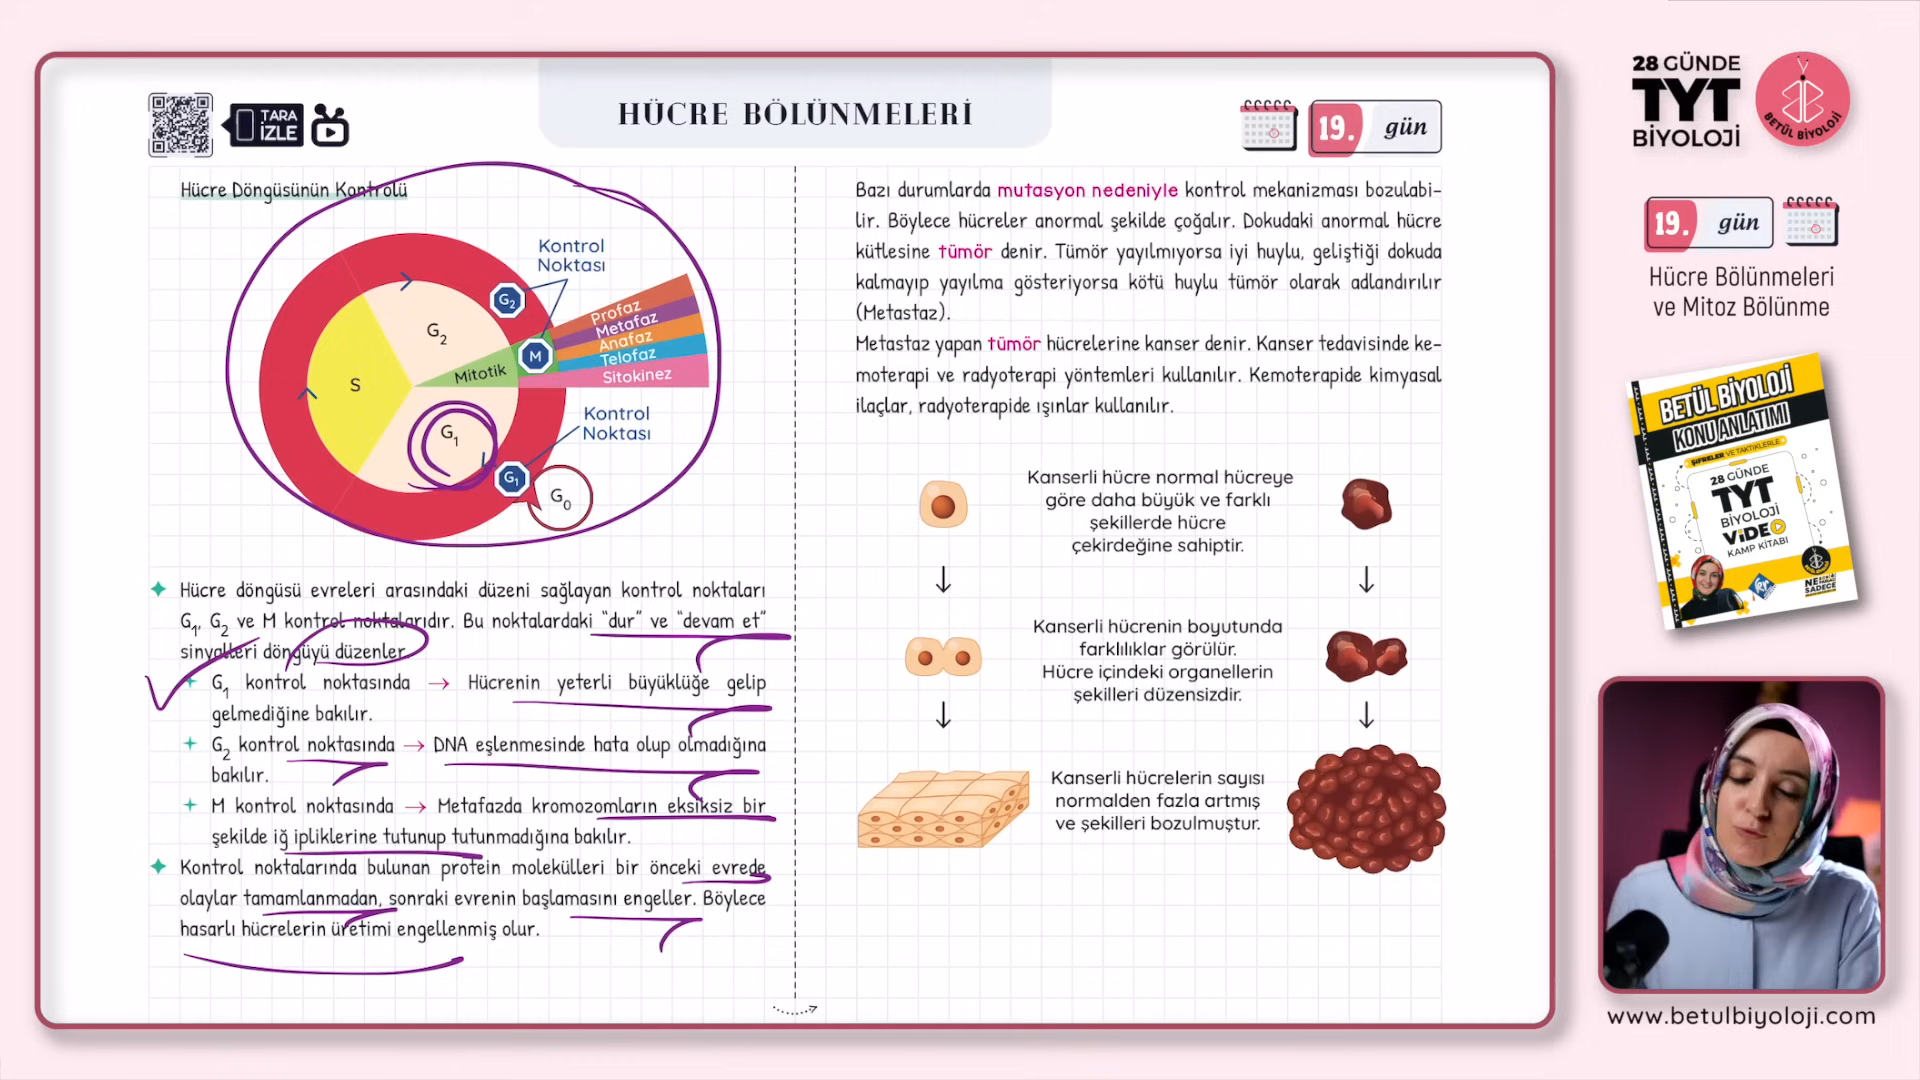 TARA
İZLE
HÜCRE BÖLÜNMELERİ
19. gün
Hücre Döngüsünün Kontrolü
Kontrol
Noktası
G2
G2
Profaz
Metafaz
Anafaz
Telofaz
Sitokinez
M
Mitotik
S
G1
Kontrol
Noktası
G1
G0
Hücre döngüsü evreleri arasındaki düzeni sağlayan kontrol noktaları
G1, G2 ve M kontrol noktalarıdır. Bu noktalardaki “dur” ve “devam et”
sinyalleri döngüyü düzenler.
G1 kontrol noktasında → Hücrenin yeterli büyüklüğe gelip
gelmediğine bakılır.
G2 kontrol noktasında → DNA eşlenmesinde hata olup olmadığına
bakılır.
M kontrol noktasında → Metafazda kromozomların eksiksiz bir
şekilde iğ ipliklerine tutunup tutunmadığına bakılır.
Kontrol noktalarında bulunan protein molekülleri bir önceki evrede
olaylar tamamlanmadan, sonraki evrenin başlamasını engeller. Böylece
hasarlı hücrelerin üretimi engellenmiş olur.
Bazı durumlarda mutasyon nedeniyle kontrol mekanizması bozulabi-
lir. Böylece hücreler anormal şekilde çoğalır. Dokudaki anormal hücre
kütlesine tümör denir. Tümör yayılmıyorsa iyi huylu, geliştiği dokuda
kalmayıp yayılma gösteriyorsa kötü huylu tümör olarak adlandırılır
(Metastaz).
Metastaz yapan tümör hücrelerine kanser denir. Kanser tedavisinde ke-
moterapi ve radyoterapi yöntemleri kullanılır. Kemoterapide kimyasal
ilaçlar, radyoterapide ışınlar kullanılır.
Kanserli hücre normal hücreye
göre daha büyük ve farklı
şekillerde hücre
çekirdeğine sahiptir.
Kanserli hücrenin boyutunda
farklılıklar görülür.
Hücre içindeki organellerin
şekilleri düzensizdir.
Kanserli hücrelerin sayısı
normalden fazla artmış
ve şekilleri bozulmuştur.
28 GÜNDE
TYT
BİYOLOJİ
BETÜL BİYOLOJİ
19. gün
Hücre Bölünmeleri
ve Mitoz Bölünme
BETÜL BİYOLOJİ
KONU ANLATIMI
ŞİFRELER VE TAKTİKLERLE
28 GÜNDE
TYT
BİYOLOJİ
VİDEO
KAMP KİTABI
www.betulbiyoloji.com